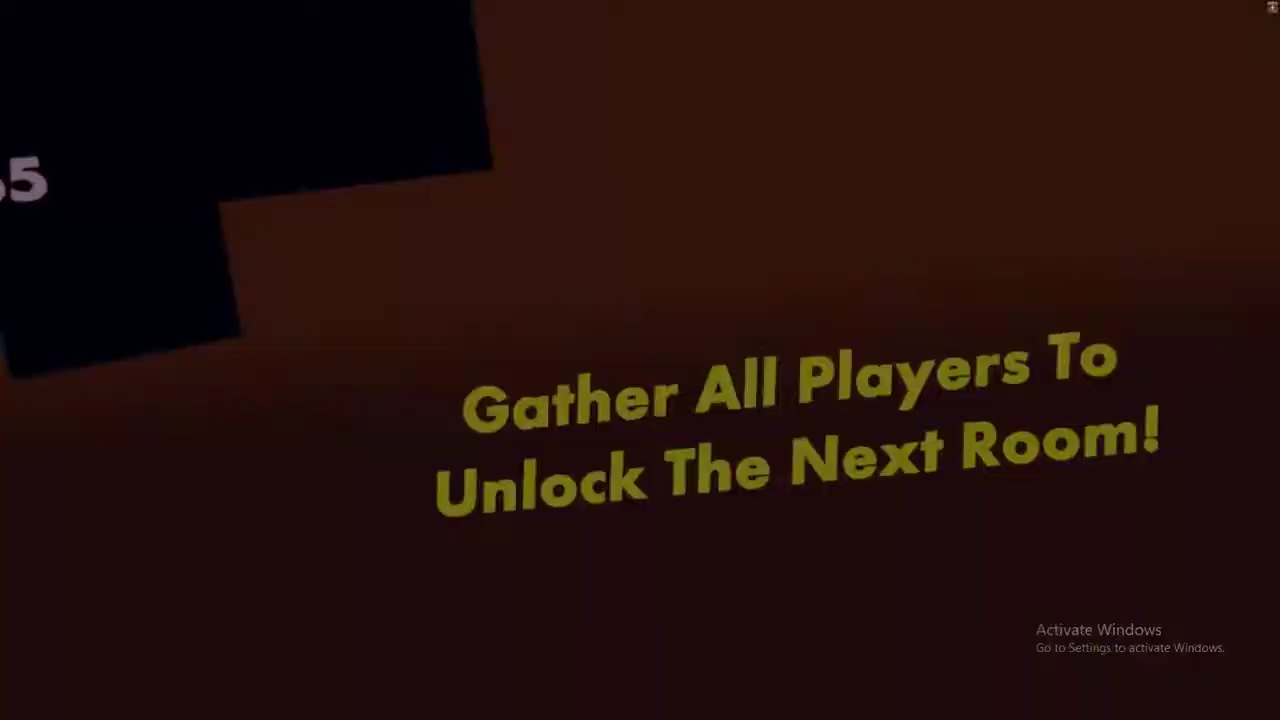 5
Gather All Players To
Unlock The Next Room!
Activate Windows
Go to Settings to activate Windows.